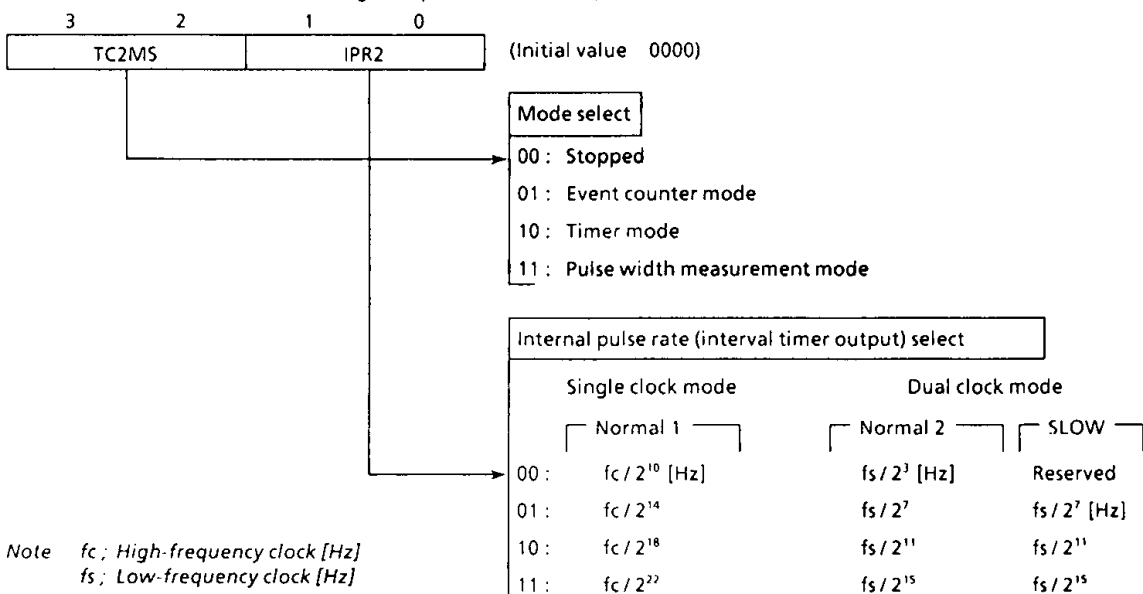 3 2 1 0
TC2MS IPR2 (Initial value 0000)
Mode select
00 : Stopped
01 : Event counter mode
10 : Timer mode
11 : Pulse width measurement mode
Internal pulse rate (interval timer output) select
Single clock mode Dual clock mode
Normal 1 Normal 2 SLOW
00 : fc / 2¹⁰ [Hz] fs / 2³ [Hz] Reserved
01 : fc / 2¹⁴ fs / 2⁷ fs / 2⁷ [Hz]
10 : fc / 2¹⁸ fs / 2¹¹ fs / 2¹¹
11 : fc / 2²² fs / 2¹⁵ fs / 2¹⁵
Note fc ; High-frequency clock [Hz]
fs ; Low-frequency clock [Hz]